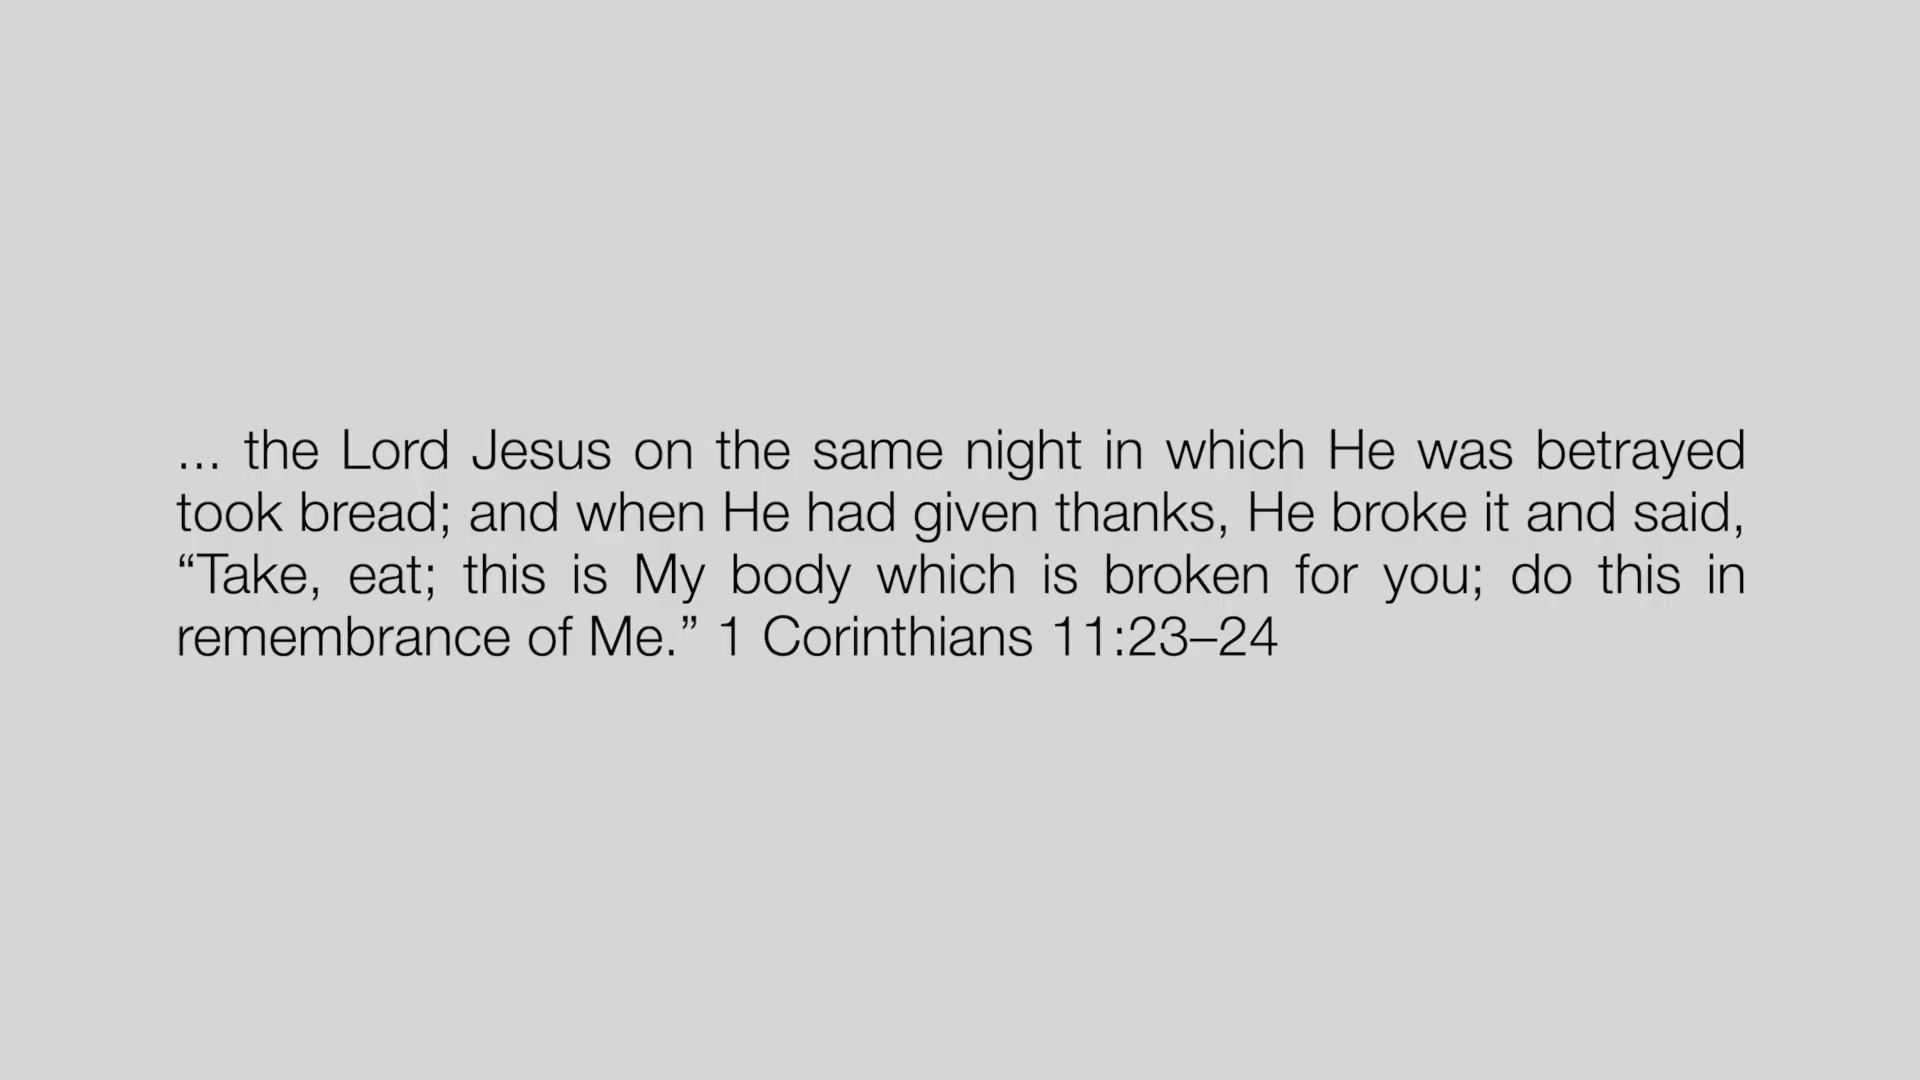 ... the Lord Jesus on the same night in which He was betrayed
took bread; and when He had given thanks, He broke it and said,
“Take, eat; this is My body which is broken for you; do this in
remembrance of Me.” 1 Corinthians 11:23–24